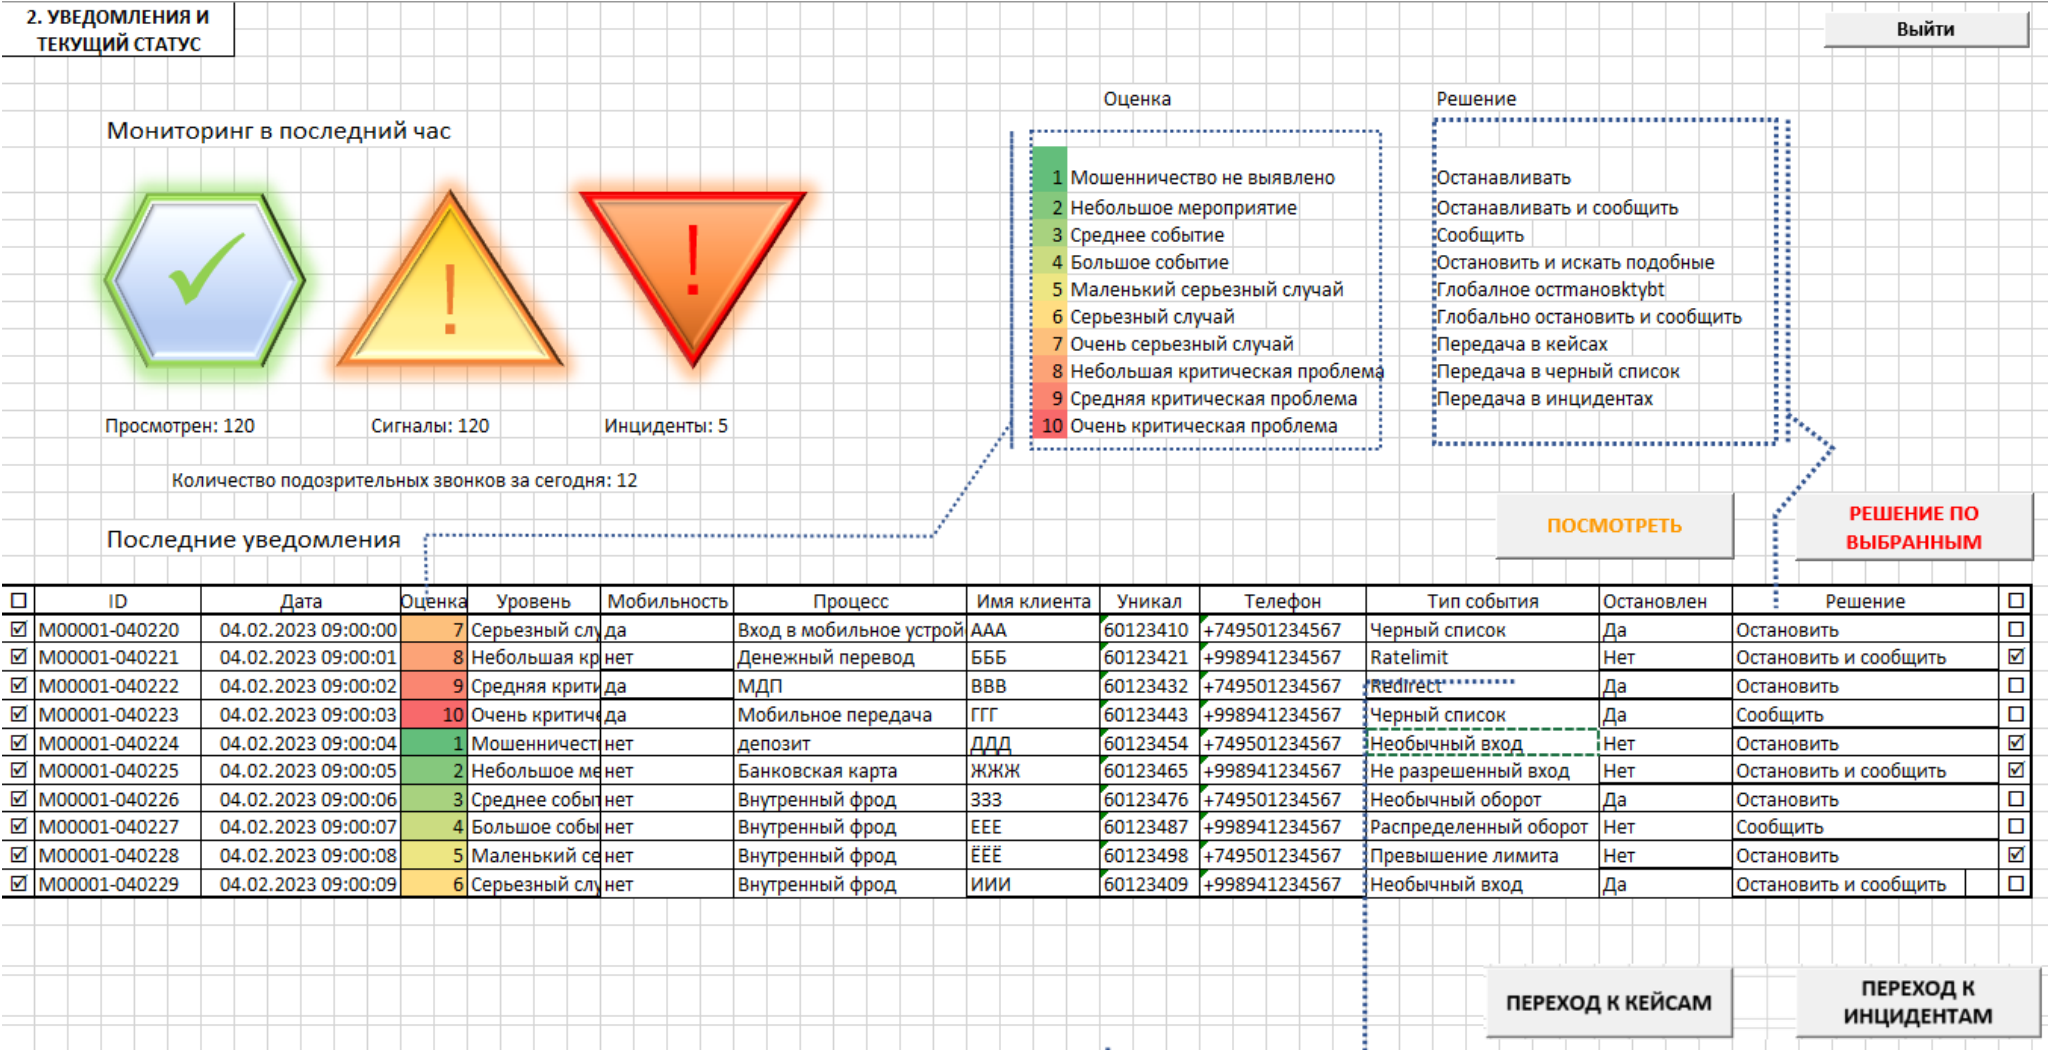 2. УВЕДОМЛЕНИЯ И
ТЕКУЩИЙ СТАТУС
Выйти
Оценка
Решение
Мониторинг в последний час
1 Мошенничество не выявлено
2 Небольшое мероприятие
3 Среднее событие
4 Большое событие
5 Маленький серьезный случай
6 Серьезный случай
7 Очень серьезный случай
8 Небольшая критическая проблема
9 Средняя критическая проблема
10 Очень критическая проблема
Останавливать
Останавливать и сообщить
Сообщить
Остановить и искать подобные
Глобалное остмановktybt
Глобально остановить и сообщить
Передача в кейсах
Передача в черный список
Передача в инцидентах
Просмотрен: 120
Сигналы: 120
Инциденты: 5
Количество подозрительных звонков за сегодня: 12
ПОСМОТРЕТЬ
РЕШЕНИЕ ПО
ВЫБРАННЫМ
Последние уведомления
ID Дата Оценка Уровень Мобильность Процесс Имя клиента Уникал Телефон Тип события Остановлен Решение
M00001-040220 04.02.2023 09:00:00 7 Серьезный слу да Вход в мобильное устрой ААА 60123410 +749501234567 Черный список Да Остановить
M00001-040221 04.02.2023 09:00:01 8 Небольшая кр нет Денежный перевод БББ 60123421 +998941234567 Ratelimit Нет Остановить и сообщить
M00001-040222 04.02.2023 09:00:02 9 Средняя крити да МДП ВВВ 60123432 +749501234567 Redirect Да Остановить
M00001-040223 04.02.2023 09:00:03 10 Очень критиче да Мобильное передача ГГГ 60123443 +998941234567 Черный список Да Сообщить
M00001-040224 04.02.2023 09:00:04 1 Мошенничест нет депозит ДДД 60123454 +749501234567 Необычный вход Нет Остановить
M00001-040225 04.02.2023 09:00:05 2 Небольшое ме нет Банковская карта ЖЖЖ 60123465 +998941234567 Не разрешенный вход Нет Остановить и сообщить
M00001-040226 04.02.2023 09:00:06 3 Среднее событ нет Внутренный фрод ЗЗЗ 60123476 +749501234567 Необычный оборот Да Остановить
M00001-040227 04.02.2023 09:00:07 4 Большое собы нет Внутренный фрод ЕЕЕ 60123487 +998941234567 Распределенный оборот Нет Сообщить
M00001-040228 04.02.2023 09:00:08 5 Маленький се нет Внутренный фрод ЁЁЁ 60123498 +749501234567 Превышение лимита Нет Остановить
M00001-040229 04.02.2023 09:00:09 6 Серьезный слу нет Внутренный фрод ИИИ 60123409 +998941234567 Необычный вход Да Остановить и сообщить
ПЕРЕХОД К КЕЙСАМ
ПЕРЕХОД К
ИНЦИДЕНТАМ